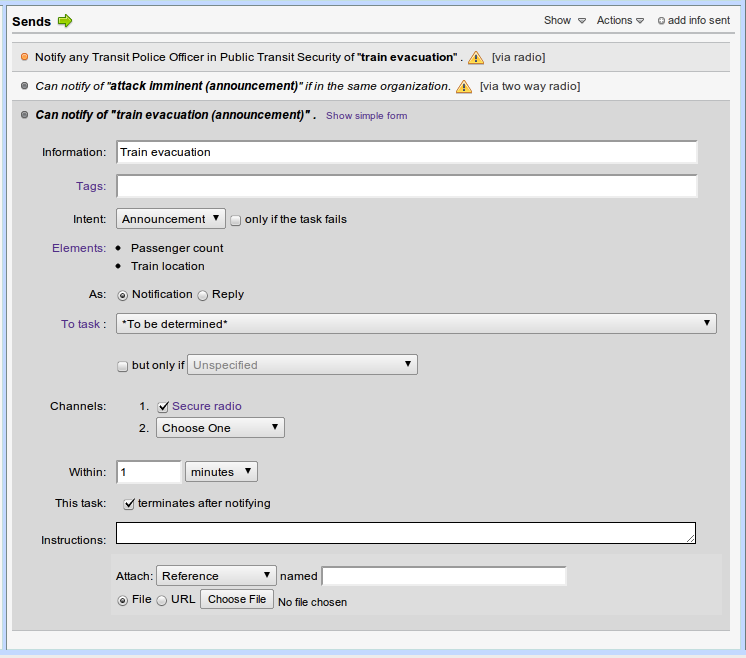 Sends Show Actions add info sent
Notify any Transit Police Officer in Public Transit Security of "train evacuation" . [via radio]
Can notify of "attack imminent (announcement)" if in the same organization. [via two way radio]
Can notify of "train evacuation (announcement)" . Show simple form
Information: Train evacuation
Tags:
Intent: Announcement only if the task fails
Elements: • Passenger count
• Train location
As: Notification Reply
To task : *To be determined*
but only if Unspecified
Channels: 1. Secure radio
2. Choose One
Within: 1 minutes
This task: terminates after notifying
Instructions:
Attach: Reference named
File URL Choose File No file chosen